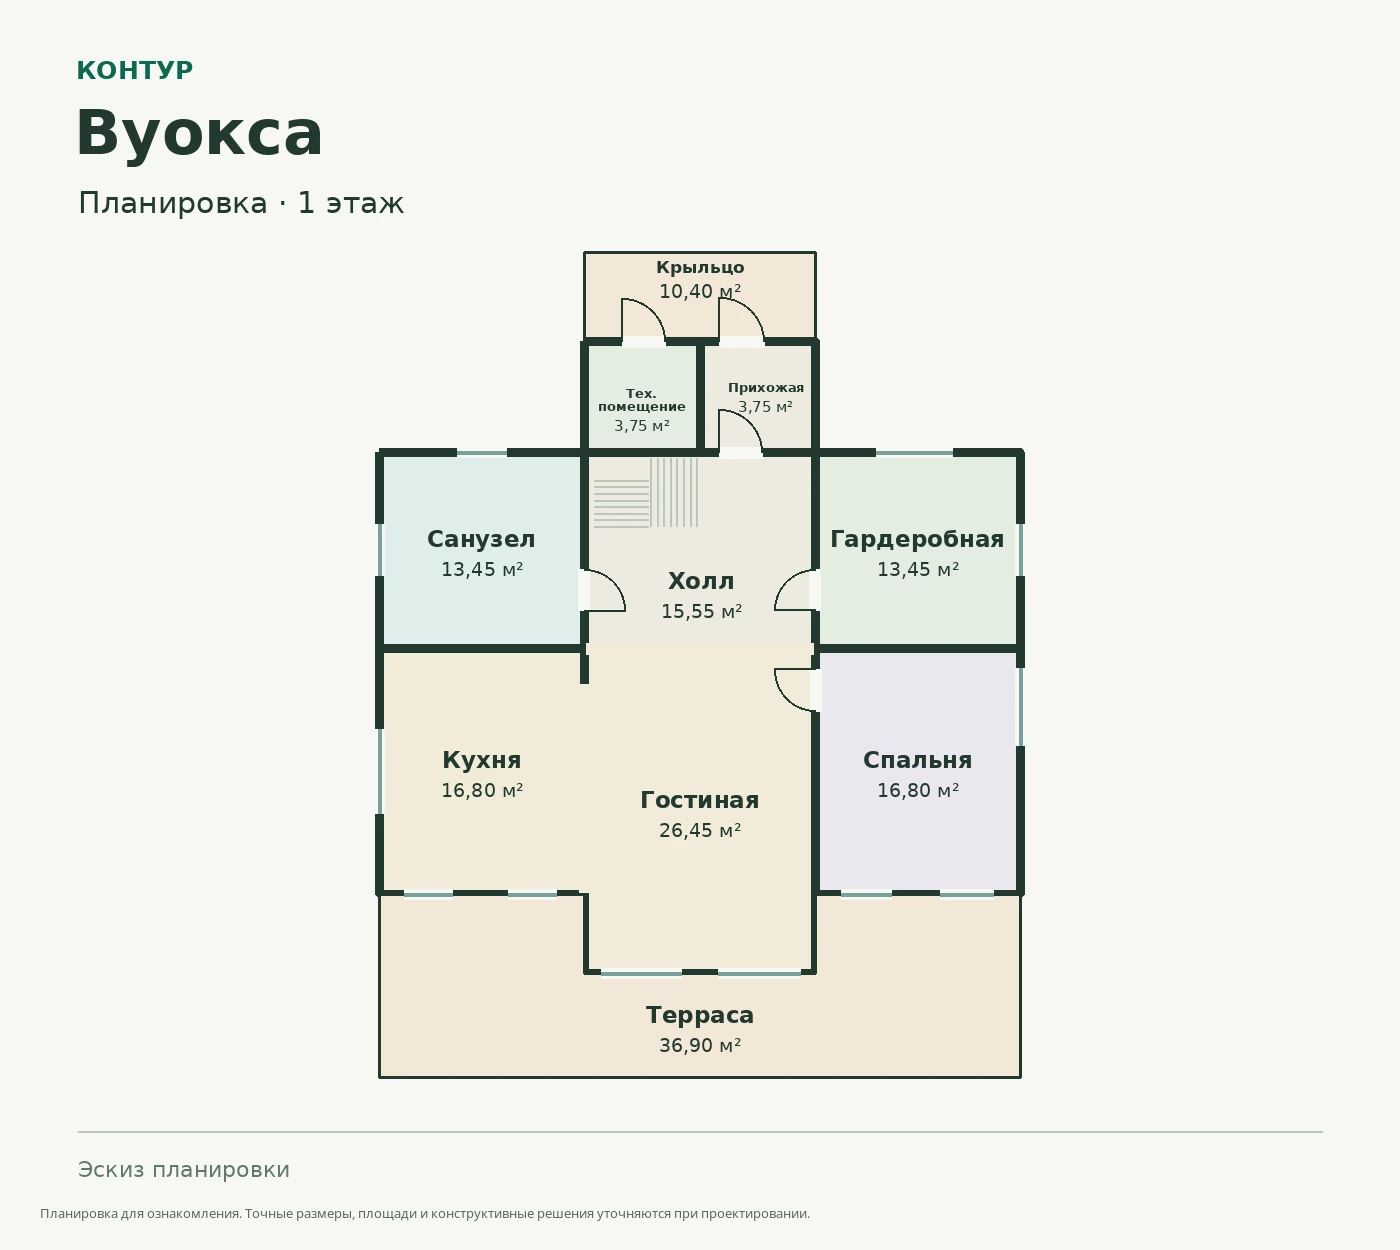 КОНТУР
Вуокса
Планировка · 1 этаж
Крыльцо
10,40 м²
Тех.
помещение
3,75 м²
Прихожая
3,75 м²
Санузел
13,45 м²
Холл
15,55 м²
Гардеробная
13,45 м²
Кухня
16,80 м²
Гостиная
26,45 м²
Спальня
16,80 м²
Терраса
36,90 м²
Эскиз планировки
Планировка для ознакомления. Точные размеры, площади и конструктивные решения уточняются при проектировании.